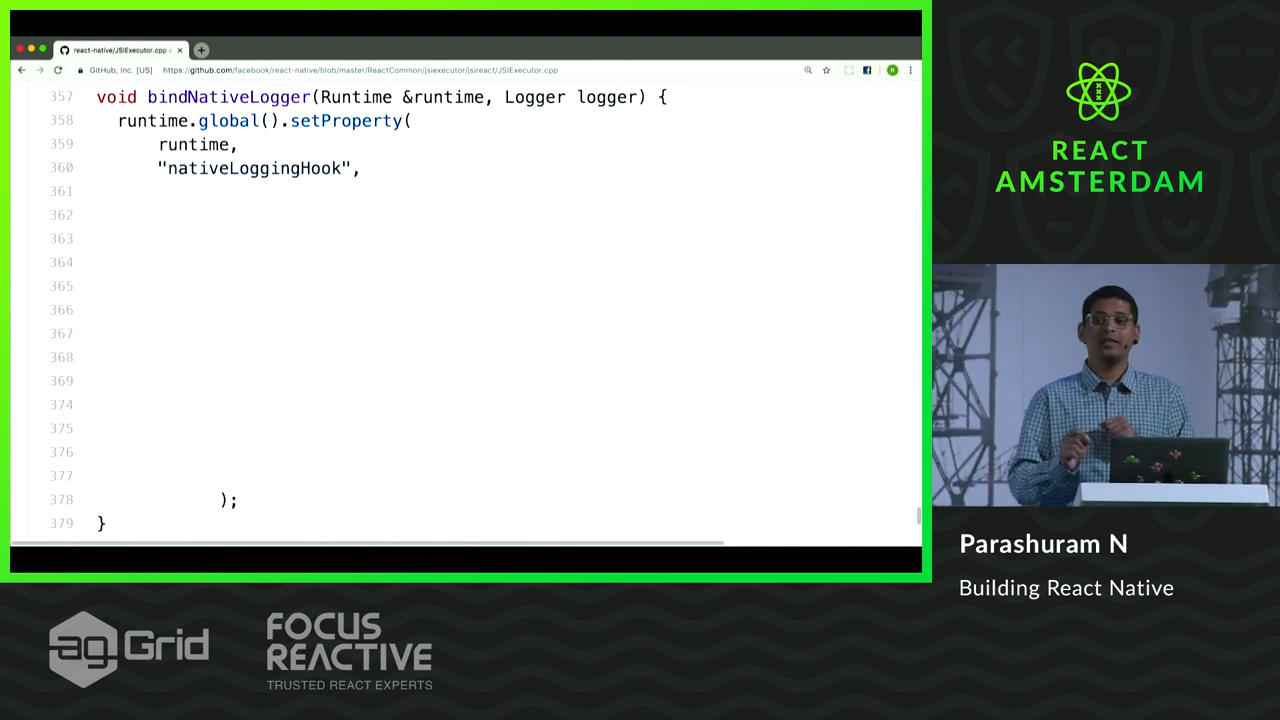 react-native/JSIExecutor.cpp a
GitHub, Inc. [US]
https://github.com/facebook/react-native/blob/master/ReactCommon/jsiexecutor/jsireact/JSIExecutor.cpp
357 void bindNativeLogger(Runtime &runtime, Logger logger) {
358 runtime.global().setProperty(
359 runtime,
360 "nativeLoggingHook",
361
362
363
364
365
366
367
368
369
374
375
376
377
378 );
379 }
REACT
AMSTERDAM
Parashuram N
Building React Native
ag Grid
FOCUS
REACTIVE
TRUSTED REACT EXPERTS